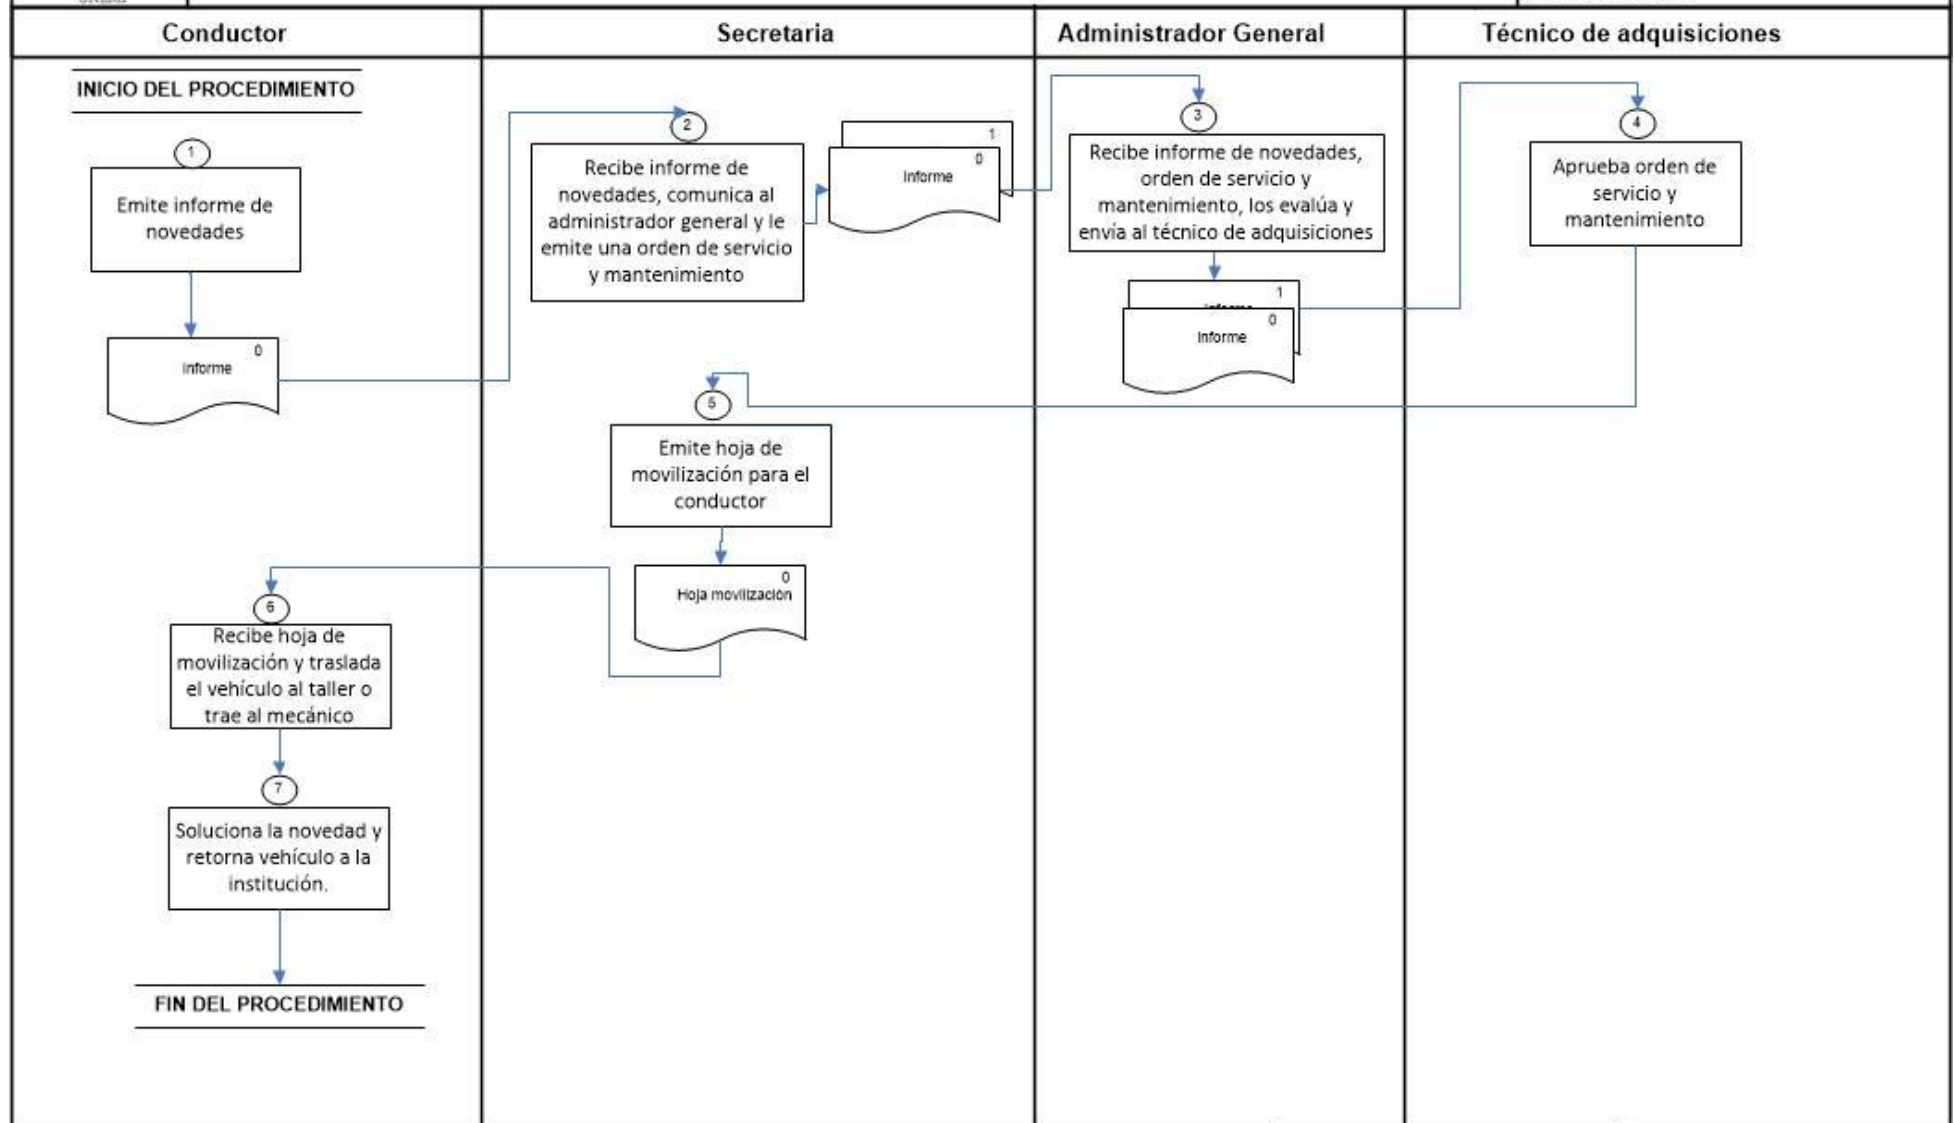 Conductor
Secretaria
Administrador General
Técnico de adquisiciones
INICIO DEL PROCEDIMIENTO
1
Emite informe de
novedades
0
Informe
2
Recibe informe de
novedades, comunica al
administrador general y le
emite una orden de servicio
y mantenimiento
1
0
Informe
3
Recibe informe de novedades,
orden de servicio y
mantenimiento, los evalúa y
envía al técnico de adquisiciones
1
0
Informe
4
Aprueba orden de
servicio y
mantenimiento
5
Emite hoja de
movilización para el
conductor
0
Hoja movilización
6
Recibe hoja de
movilización y traslada
el vehículo al taller o
trae al mecánico
7
Soluciona la novedad y
retorna vehículo a la
institución.
FIN DEL PROCEDIMIENTO